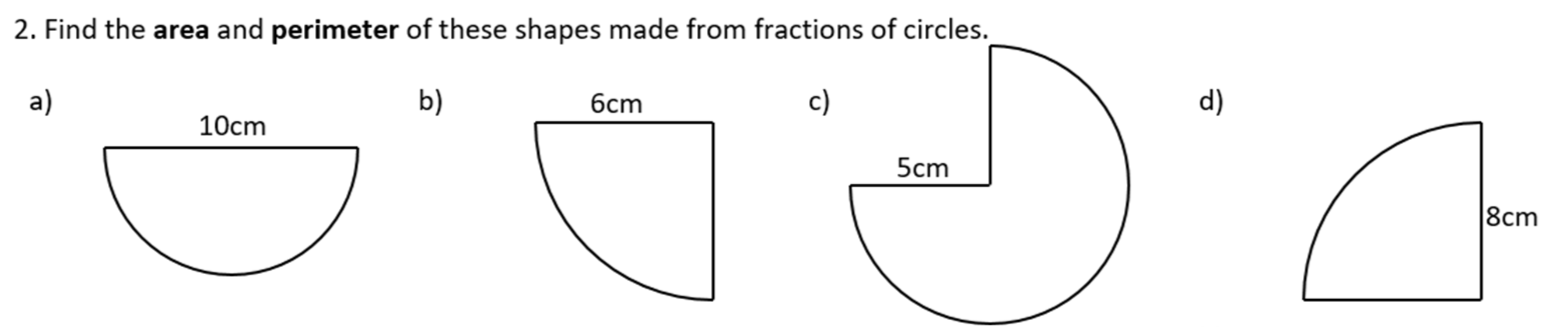 2. Find the area and perimeter of these shapes made from fractions of circles.
a)
10cm
b)
6cm
c)
5cm
d)
8cm